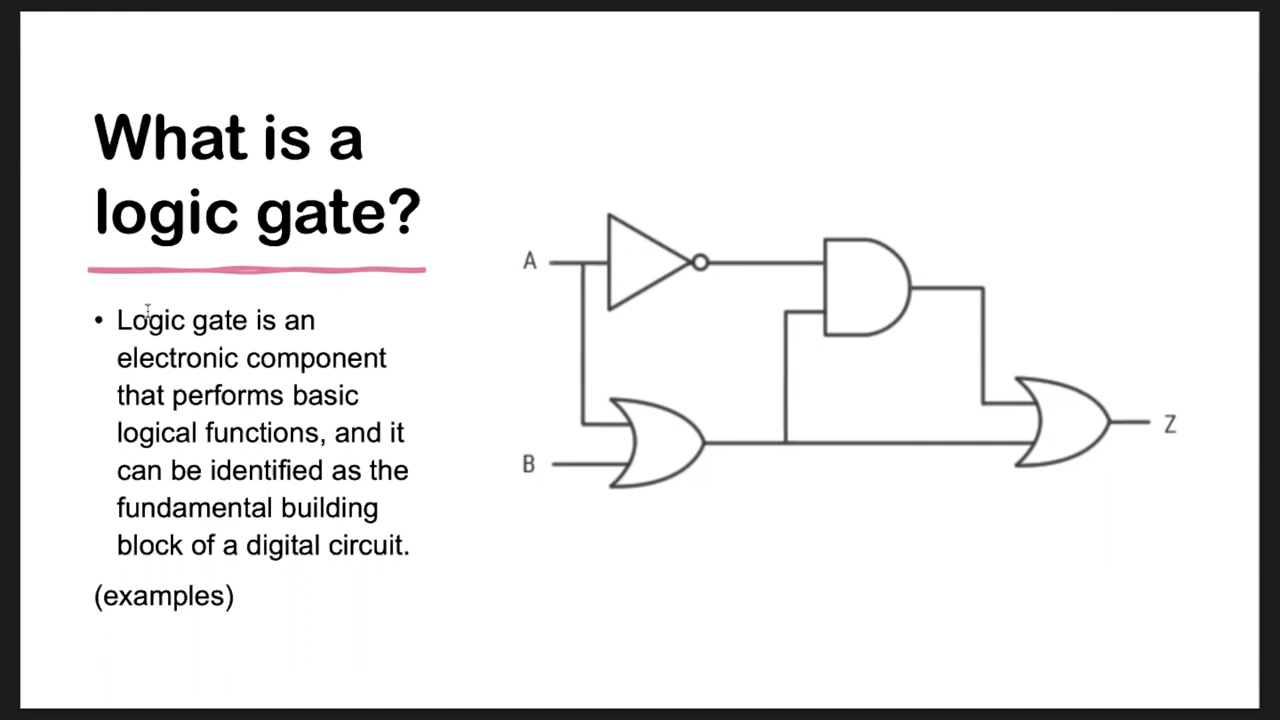 What is a
logic gate?
• Logic gate is an
electronic component
that performs basic
logical functions, and it
can be identified as the
fundamental building
block of a digital circuit.
(examples)
A
B
Z